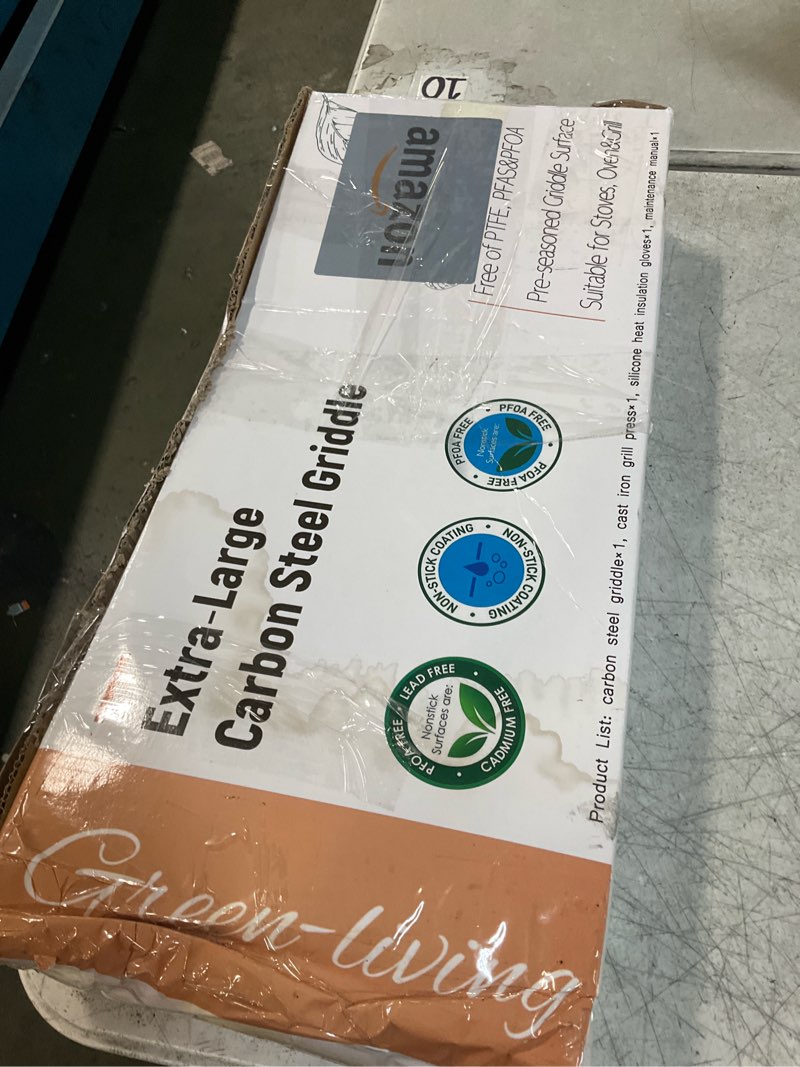 10
amazon
Free of PTFE, PFAS&PFOA
Pre-seasoned Griddle Surface
Suitable for Stoves, Oven&Grill
Extra-Large
Carbon Steel Griddle
PFOA FREE • PFOA FREE • PFOA FREE
Nonstick
Surfaces are:
NON-STICK COATING • NON-STICK COATING
PFOA FREE • LEAD FREE • CADMIUM FREE
Nonstick
Surfaces are:
Product List: carbon steel griddle×1, cast iron grill press×1, silicone heat insulation gloves×1, maintenance manual×1
Green-living